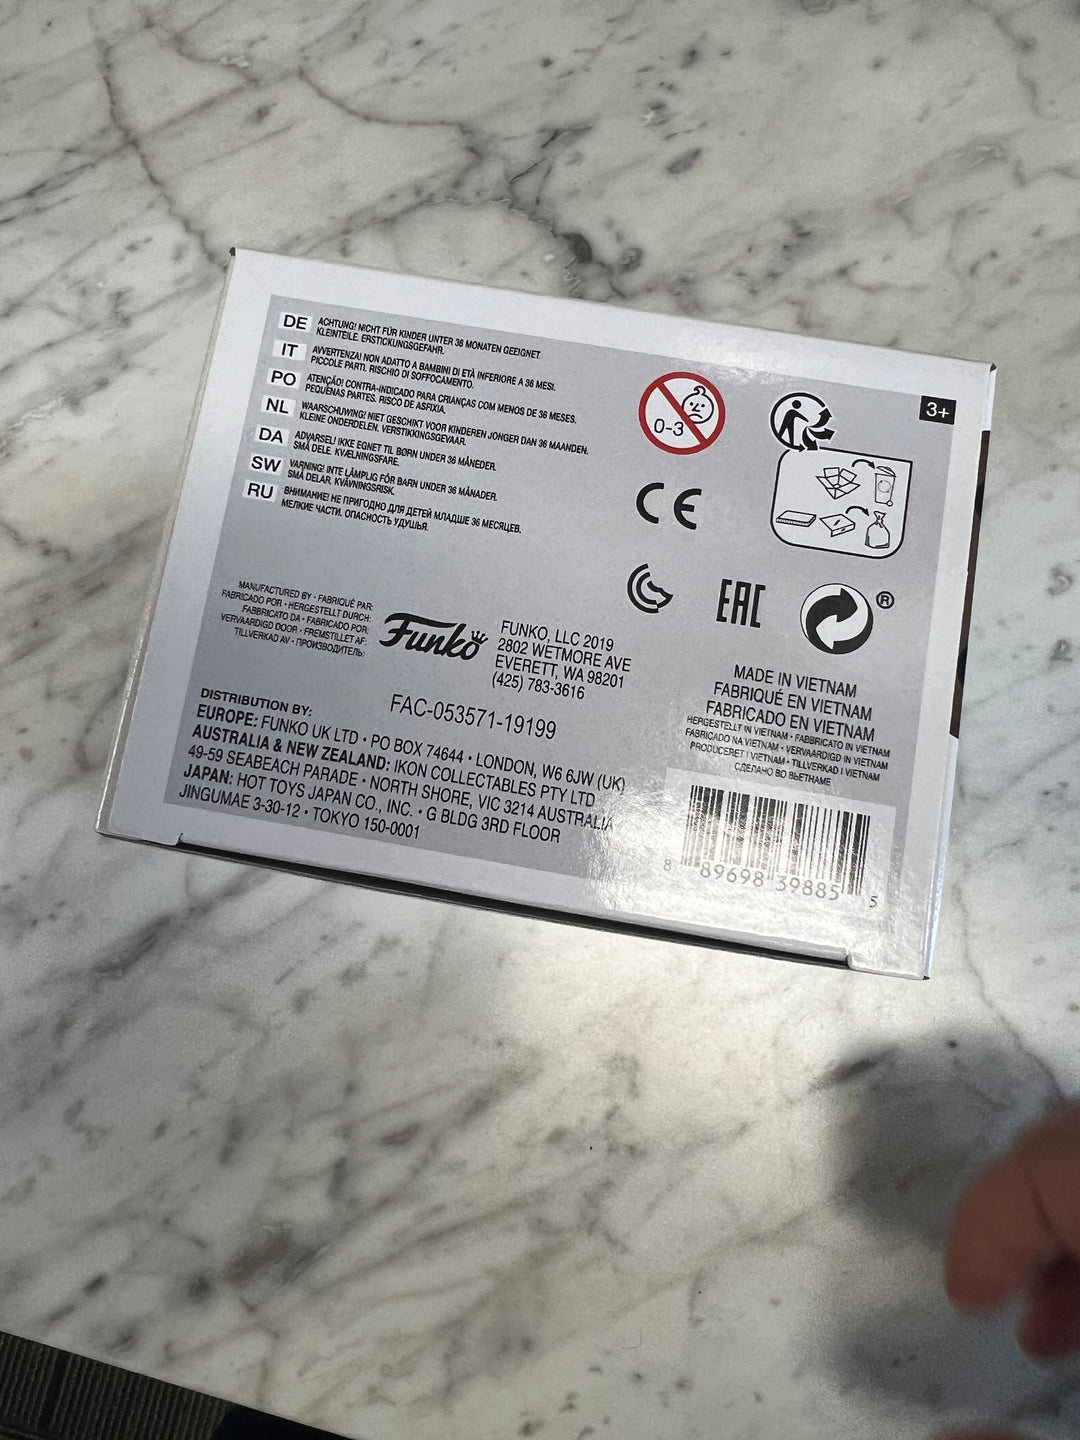 DE ACHTUNG! NICHT FÜR KINDER UNTER 36 MONATEN GEEIGNET.
KLEINTEILE. ERSTICKUNGSGEFAHR.
IT AVVERTENZA! NON ADATTO A BAMBINI DI ETÀ INFERIORE A 36 MESI.
PICCOLE PARTI. RISCHIO DI SOFFOCAMENTO.
PO ATENÇÃO! CONTRA-INDICADO PARA CRIANÇAS COM MENOS DE 36 MESES.
PEQUENAS PARTES. RISCO DE ASFIXIA.
NL WAARSCHUWING! NIET GESCHIKT VOOR KINDEREN JONGER DAN 36 MAANDEN.
KLEINE ONDERDELEN. VERSTIKKINGSGEVAAR.
DA ADVARSEL! IKKE EGNET TIL BØRN UNDER 36 MÅNEDER.
SMÅ DELE. KVÆLNINGSFARE.
SW VARNING! INTE LÄMPLIG FÖR BARN UNDER 36 MÅNADER.
SMÅ DELAR. KVÄVNINGSRISK.
RU ВНИМАНИЕ! НЕ ПРИГОДНО ДЛЯ ДЕТЕЙ МЛАДШЕ 36 МЕСЯЦЕВ.
МЕЛКИЕ ЧАСТИ. ОПАСНОСТЬ УДУШЬЯ.
0-3
3+
CE
EAC
®
MANUFACTURED BY • FABRIQUÉ PAR:
FABRICADO POR • HERGESTELLT DURCH:
FABBRICATO DA • FABRICADO POR:
VERVAARDIGD DOOR • FREMSTILLET AF:
TILLVERKAD AV • ПРОИЗВОДИТЕЛЬ:
Funko
FUNKO, LLC 2019
2802 WETMORE AVE
EVERETT, WA 98201
(425) 783-3616
FAC-053571-19199
DISTRIBUTION BY:
EUROPE: FUNKO UK LTD • PO BOX 74644 • LONDON, W6 6JW (UK)
AUSTRALIA & NEW ZEALAND: IKON COLLECTABLES PTY LTD
49-59 SEABEACH PARADE • NORTH SHORE, VIC 3214 AUSTRALIA
JAPAN: HOT TOYS JAPAN CO., INC. • G BLDG 3RD FLOOR
JINGUMAE 3-30-12 • TOKYO 150-0001
MADE IN VIETNAM
FABRIQUÉ EN VIETNAM
FABRICADO EN VIETNAM
HERGESTELLT IN VIETNAM • FABBRICATO IN VIETNAM
FABRICADO NA VIETNAM • VERVAARDIGD IN VIETNAM
PRODUCERET I VIETNAM • TILLVERKAD I VIETNAM
СДЕЛАНО ВО ВЬЕТНАМЕ
8 89698 39885 5